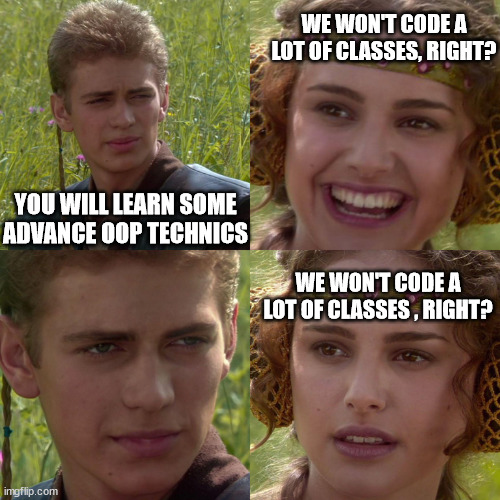 YOU WILL LEARN SOME
ADVANCE OOP TECHNICS
WE WON'T CODE A
LOT OF CLASSES, RIGHT?
WE WON'T CODE A
LOT OF CLASSES , RIGHT?
imgflip.com